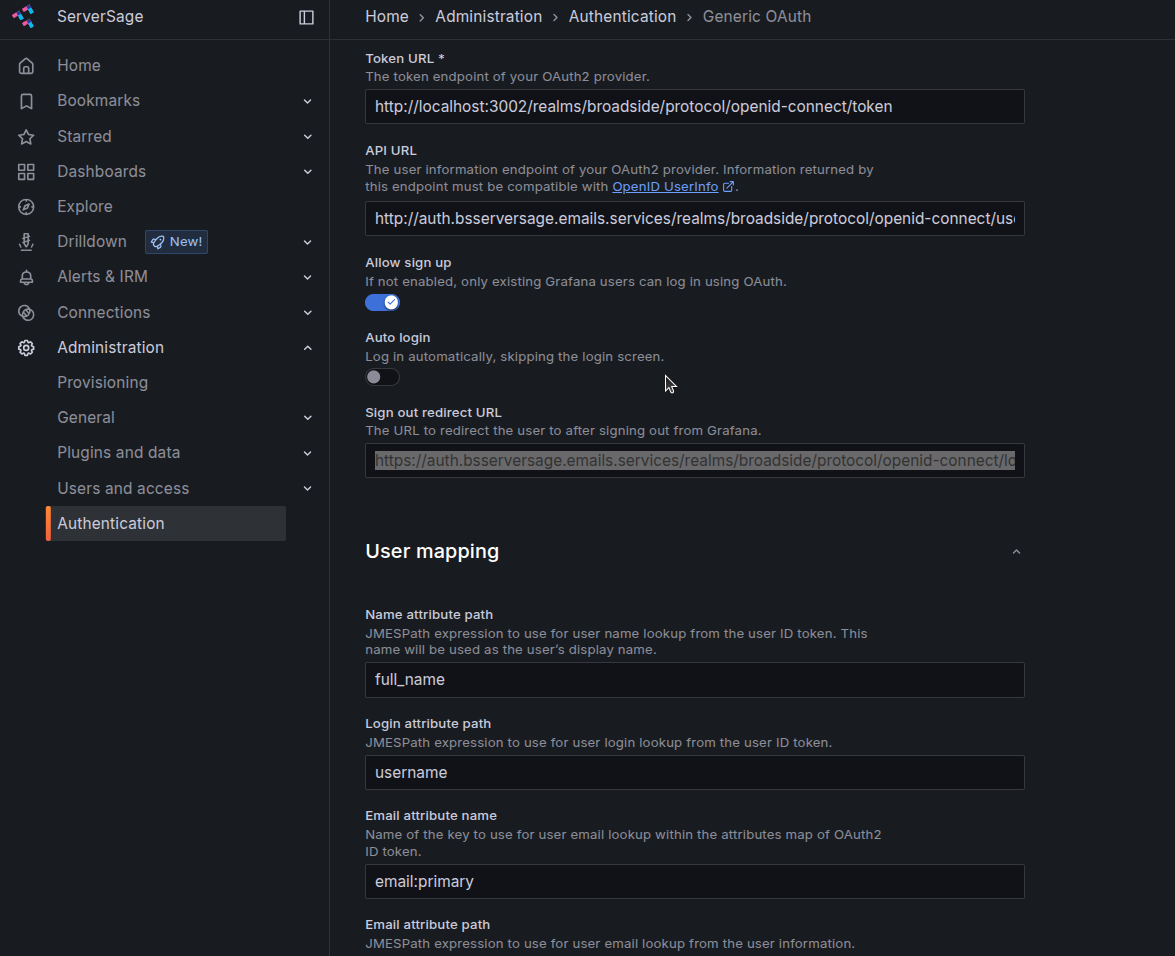 ServerSage
Home › Administration › Authentication › Generic OAuth
Home
Bookmarks
Starred
Dashboards
Explore
Drilldown New!
Alerts & IRM
Connections
Administration
Provisioning
General
Plugins and data
Users and access
Authentication
Token URL *
The token endpoint of your OAuth2 provider.
http://localhost:3002/realms/broadside/protocol/openid-connect/token
API URL
The user information endpoint of your OAuth2 provider. Information returned by
this endpoint must be compatible with OpenID UserInfo.
http://auth.bsserversage.emails.services/realms/broadside/protocol/openid-connect/use
Allow sign up
If not enabled, only existing Grafana users can log in using OAuth.
Auto login
Log in automatically, skipping the login screen.
Sign out redirect URL
The URL to redirect the user to after signing out from Grafana.
https://auth.bsserversage.emails.services/realms/broadside/protocol/openid-connect/lo
User mapping
Name attribute path
JMESPath expression to use for user name lookup from the user ID token. This
name will be used as the user’s display name.
full_name
Login attribute path
JMESPath expression to use for user login lookup from the user ID token.
username
Email attribute name
Name of the key to use for user email lookup within the attributes map of OAuth2
ID token.
email:primary
Email attribute path
JMESPath expression to use for user email lookup from the user information.